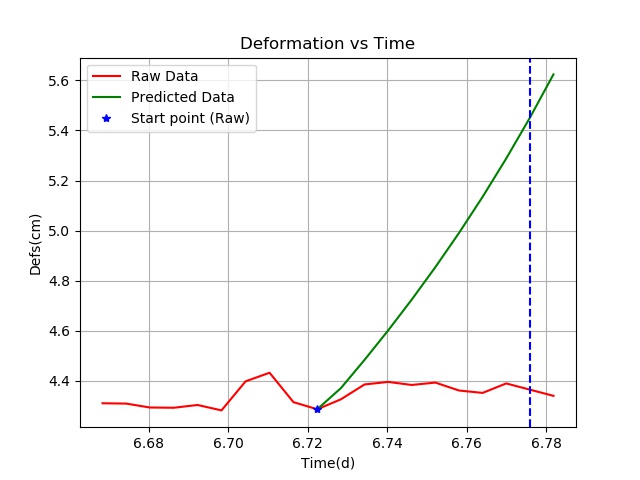 Deformation vs Time
Raw Data
Predicted Data
Start point (Raw)
Defs(cm)
5.6
5.4
5.2
5.0
4.8
4.6
4.4
6.68 6.70 6.72 6.74 6.76 6.78
Time(d)